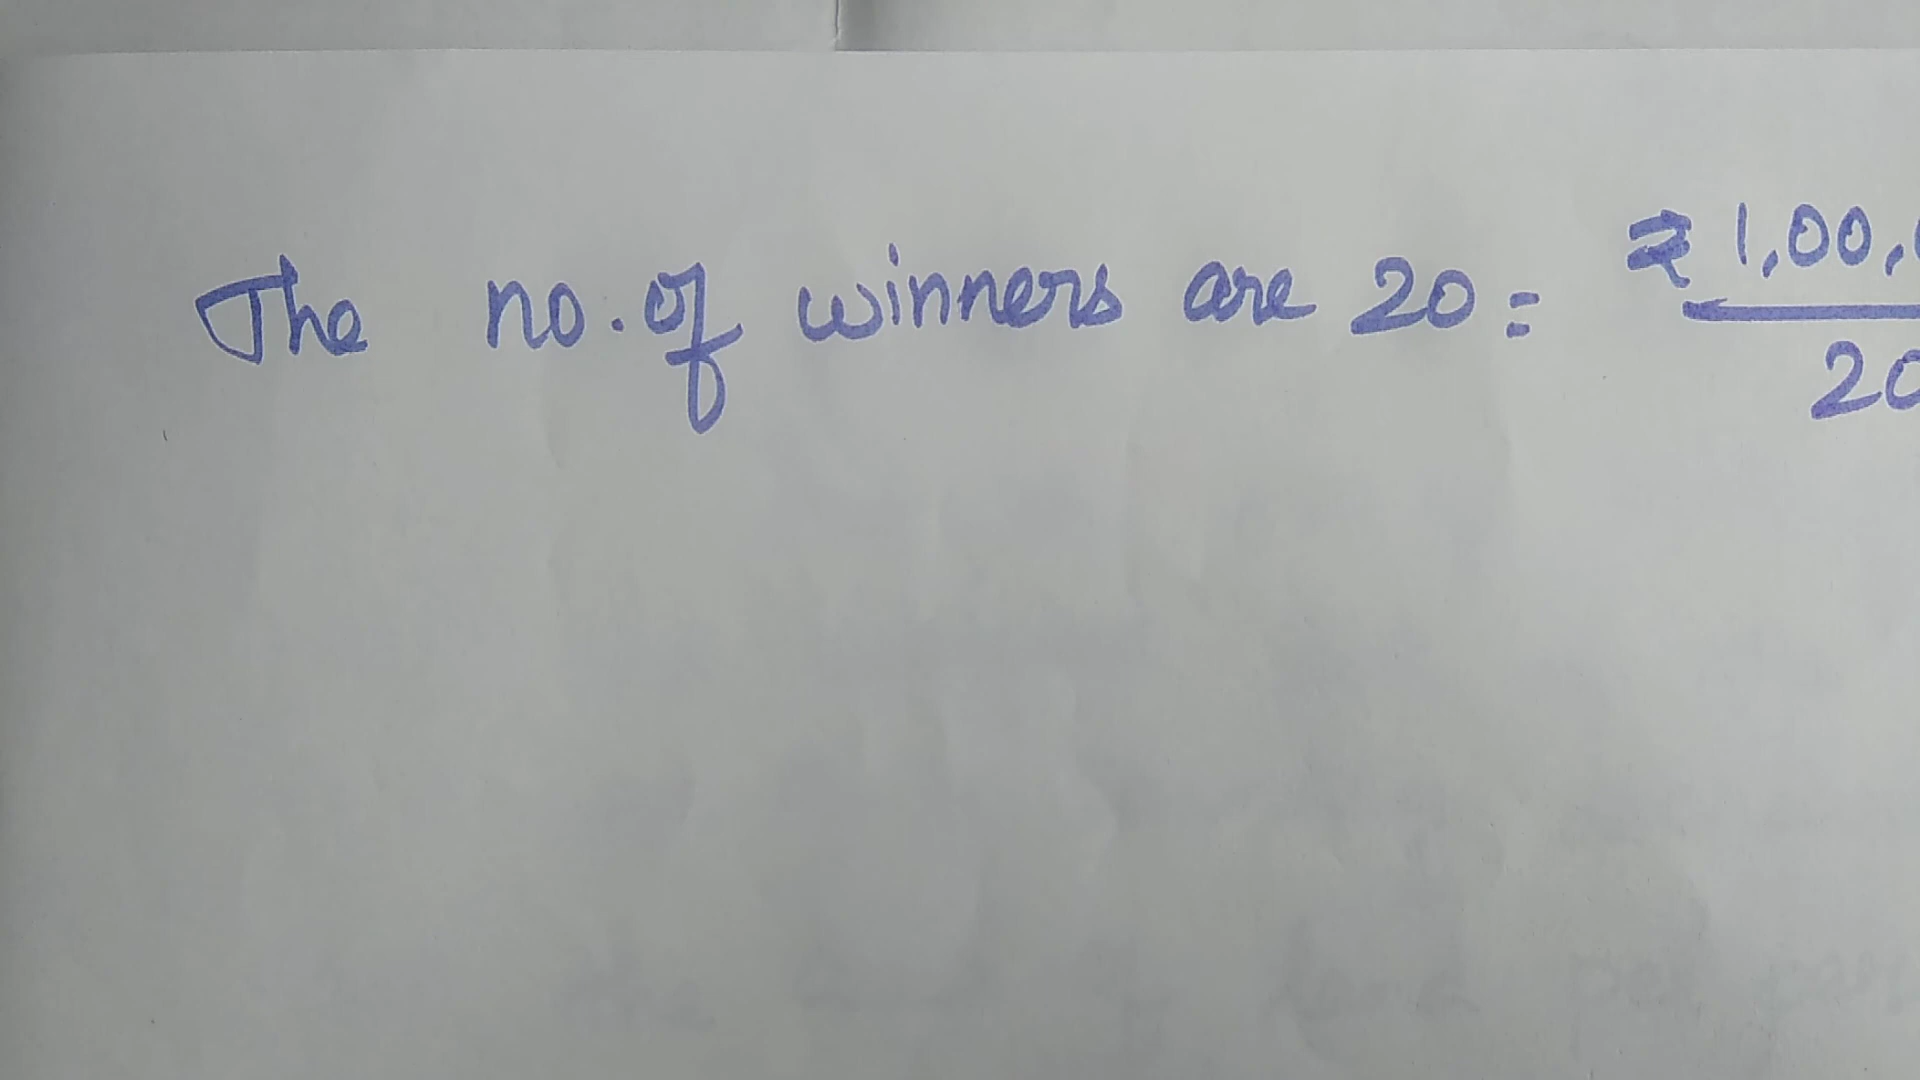 The no. of winners are 20 = ₹ 1,00,
20